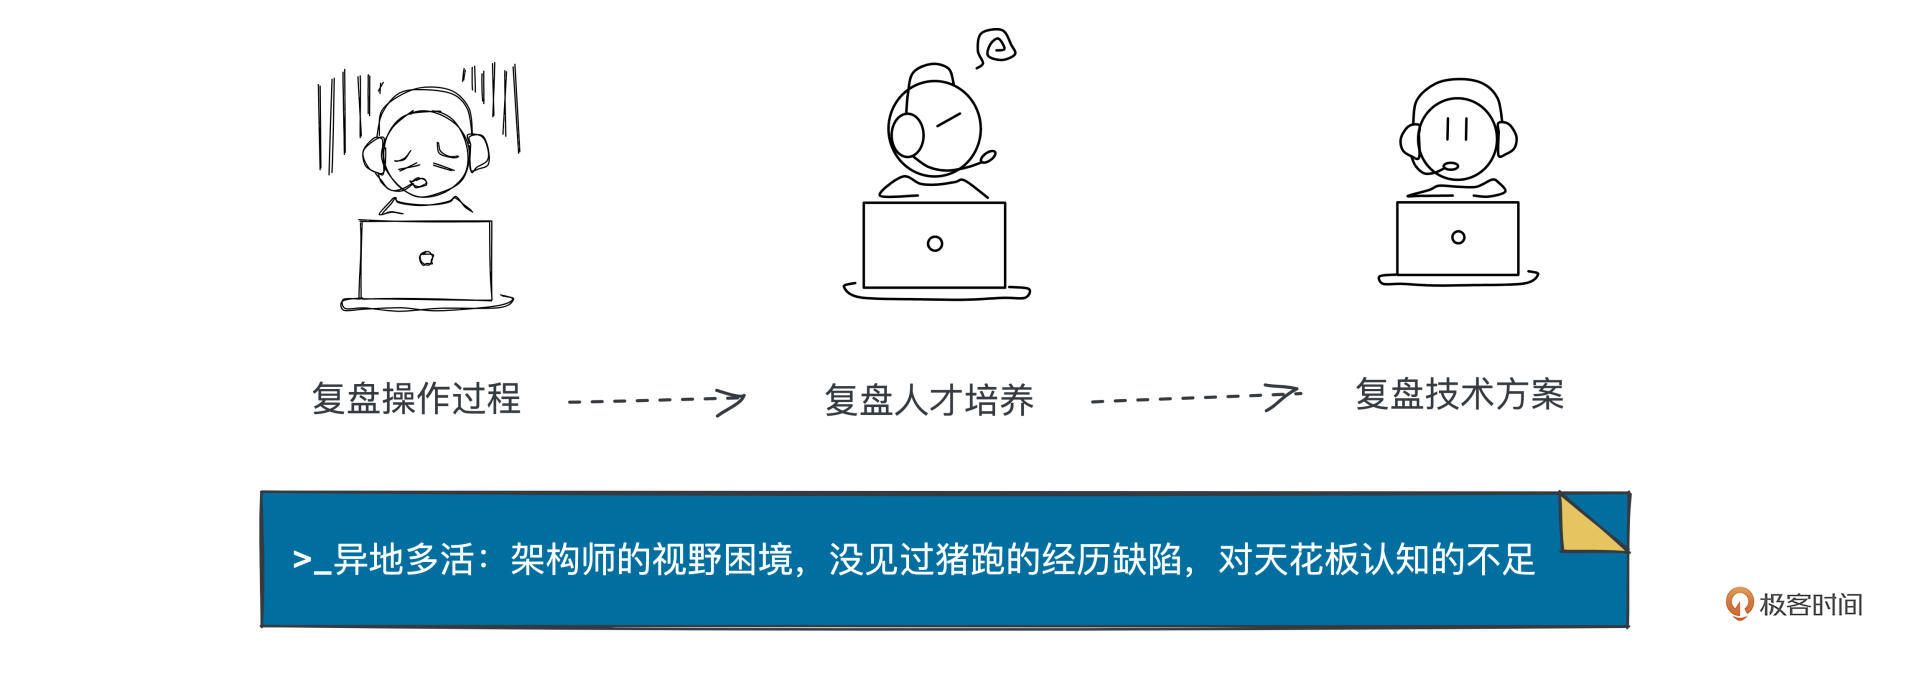 复盘操作过程
复盘人才培养
复盘技术方案
>_异地多活：架构师的视野困境，没见过猪跑的经历缺陷，对天花板认知的不足
极客时间